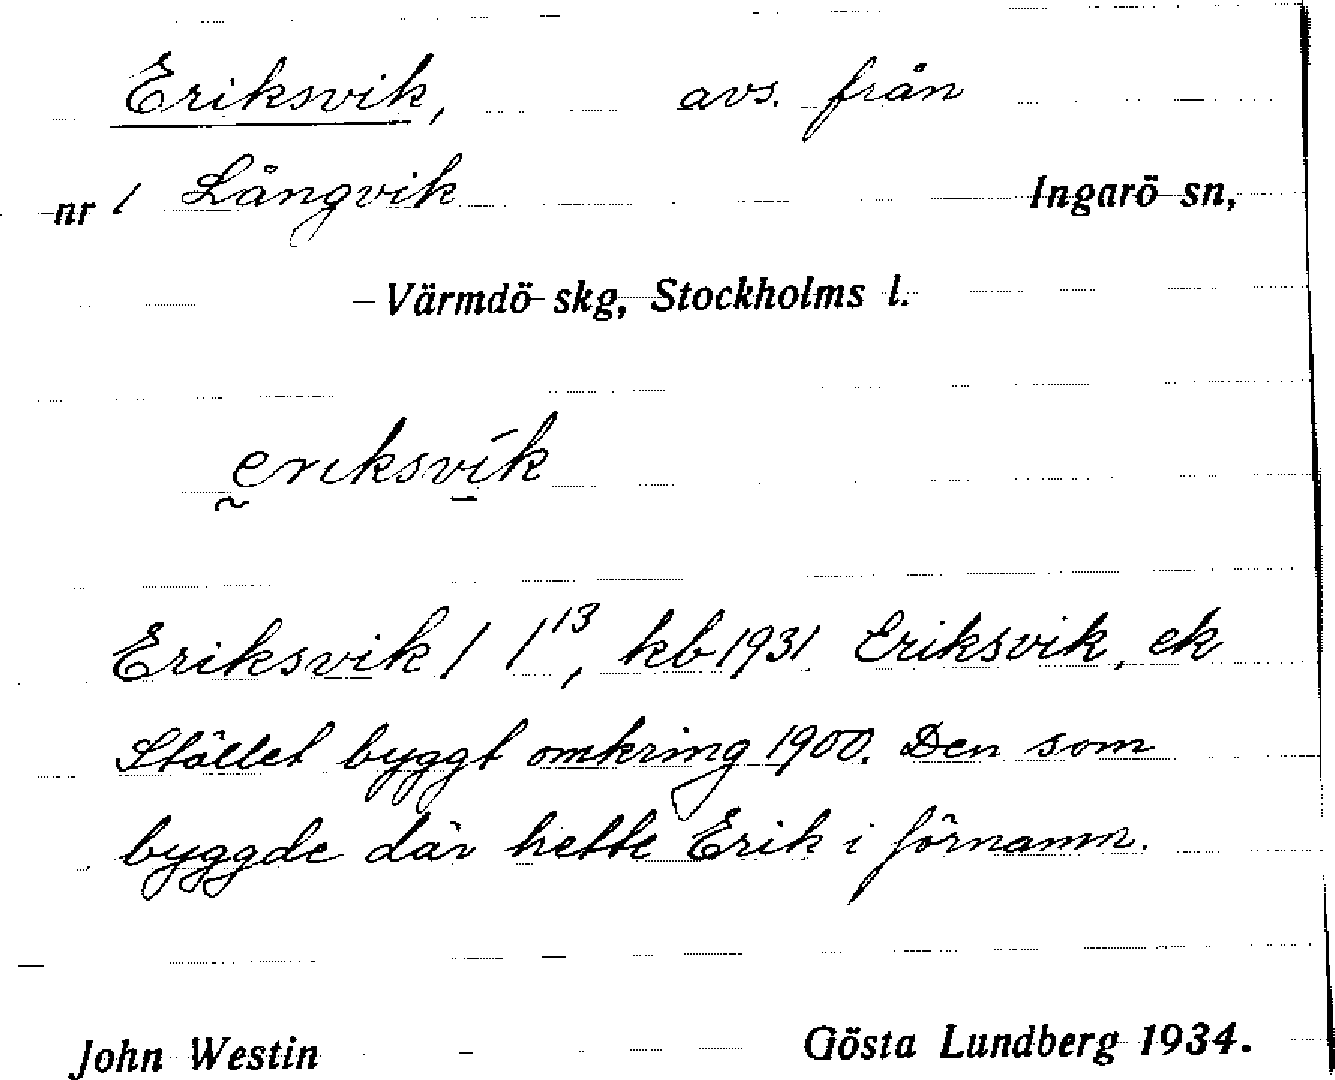 Eriksvik, avs. från
nr 1 Långvik Ingarö sn,
Värmdö skg, Stockholms l.
eriksvik
Eriksvik 1 1¹³, kb 1931 Eriksvik, ek
Stället byggt omkring 1900. Den som
byggde där hette Erik i förnamn.
John Westin Gösta Lundberg 1934.